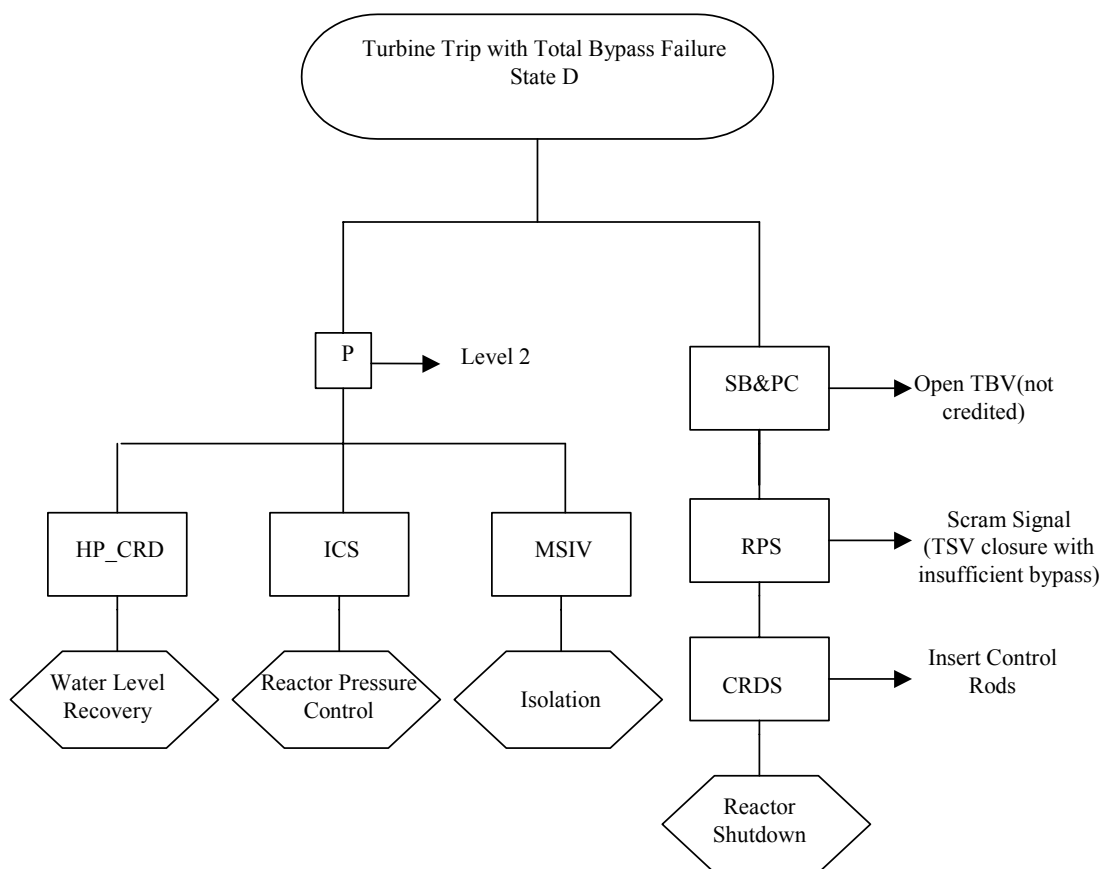 Turbine Trip with Total Bypass Failure
State D
P
Level 2
SB&PC
Open TBV(not
credited)
HP_CRD
ICS
MSIV
RPS
Scram Signal
(TSV closure with
insufficient bypass)
Water Level
Recovery
Reactor Pressure
Control
Isolation
CRDS
Insert Control
Rods
Reactor
Shutdown